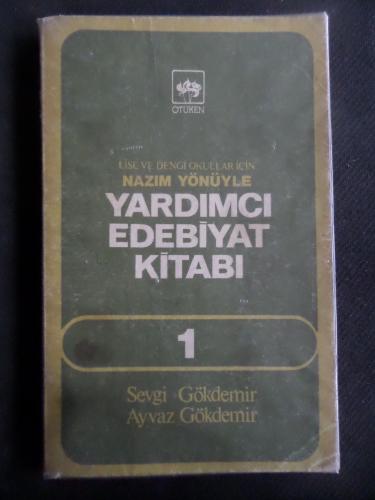 ÖTÜKEN
LİSE VE DENGİ OKULLAR İÇİN
NAZIM YÖNÜYLE
YARDIMCI
EDEBİYAT
KİTABI
1
Sevgi Gökdemir
Ayvaz Gökdemir